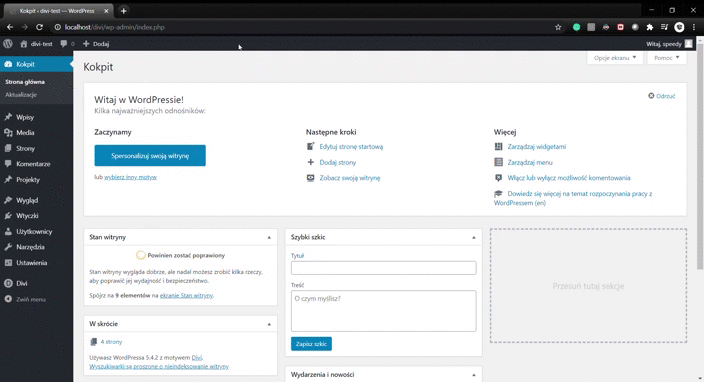 Kokpit ‹ divi-test — WordPress
localhost/divi/wp-admin/index.php
divi-test 0 Dodaj Witaj, speedy
Kokpit
Strona główna
Aktualizacje
Wpisy
Media
Strony
Komentarze
Projekty
Wygląd
Wtyczki
Użytkownicy
Narzędzia
Ustawienia
Divi
Zwiń menu
Opcje ekranu Pomoc
Kokpit
Witaj w WordPressie!
Kilka najważniejszych odnośników:
Odrzuć
Zaczynamy
Spersonalizuj swoją witrynę
lub wybierz inny motyw
Następne kroki
Edytuj stronę startową
Dodaj strony
Zobacz swoją witrynę
Więcej
Zarządzaj widgetami
Zarządzaj menu
Włącz lub wyłącz możliwość komentowania
Dowiedz się więcej na temat rozpoczynania pracy z
WordPressem (en)
Stan witryny
Powinien zostać poprawiony
Stan witryny wygląda dobrze, ale nadal możesz zrobić kilka rzeczy,
aby poprawić jej wydajność i bezpieczeństwo.
Spójrz na 9 elementów na ekranie Stan witryny.
W skrócie
4 strony
Używasz WordPressa 5.4.2 z motywem Divi.
Wyszukiwarki są proszone o nieindeksowanie witryny
Szybki szkic
Tytuł
Treść
O czym myślisz?
Zapisz szkic
Wydarzenia i nowości
Przesuń tutaj sekcje